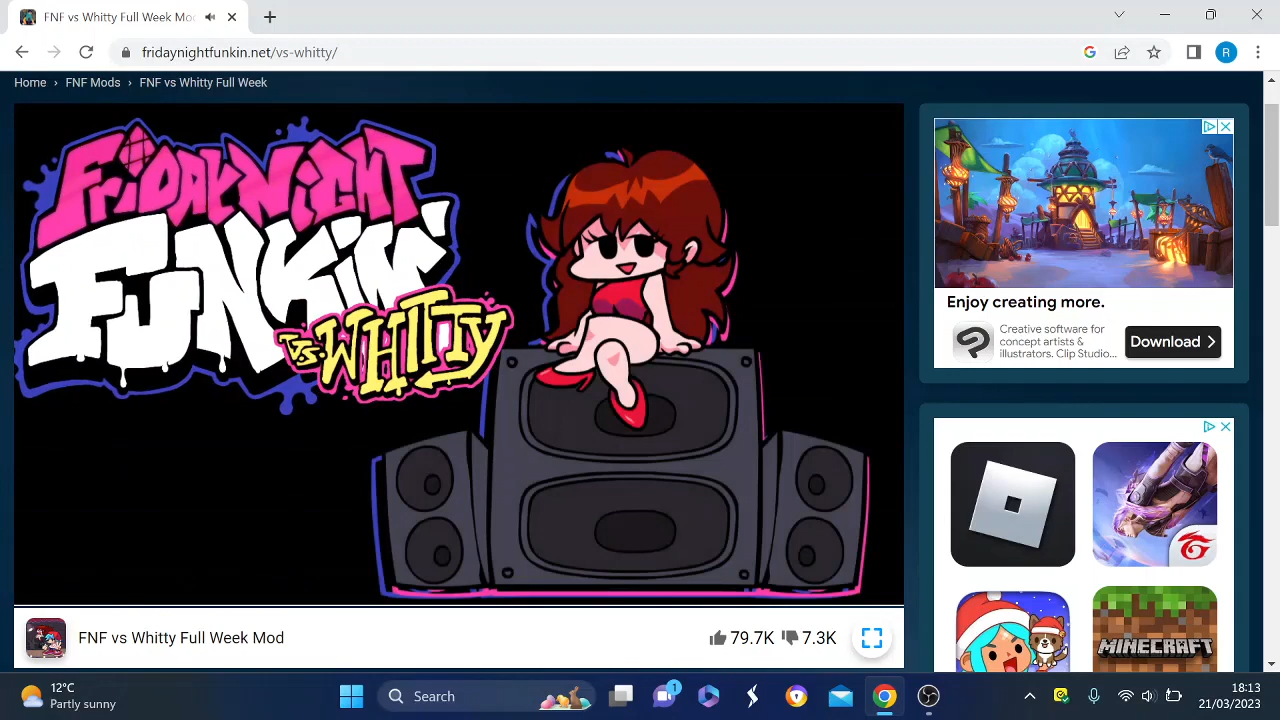 FNF vs Whitty Full Week Mo
fridaynightfunkin.net/vs-whitty/
R
Home › FNF Mods › FNF vs Whitty Full Week
FRIDAY NIGHT
FUNKIN'
VS. WHITTY
Enjoy creating more.
Creative software for
concept artists &
illustrators. Clip Studio...
Download
MINECRAFT
FNF vs Whitty Full Week Mod
79.7K
7.3K
12°C
Partly sunny
Search
1
18:13
21/03/2023